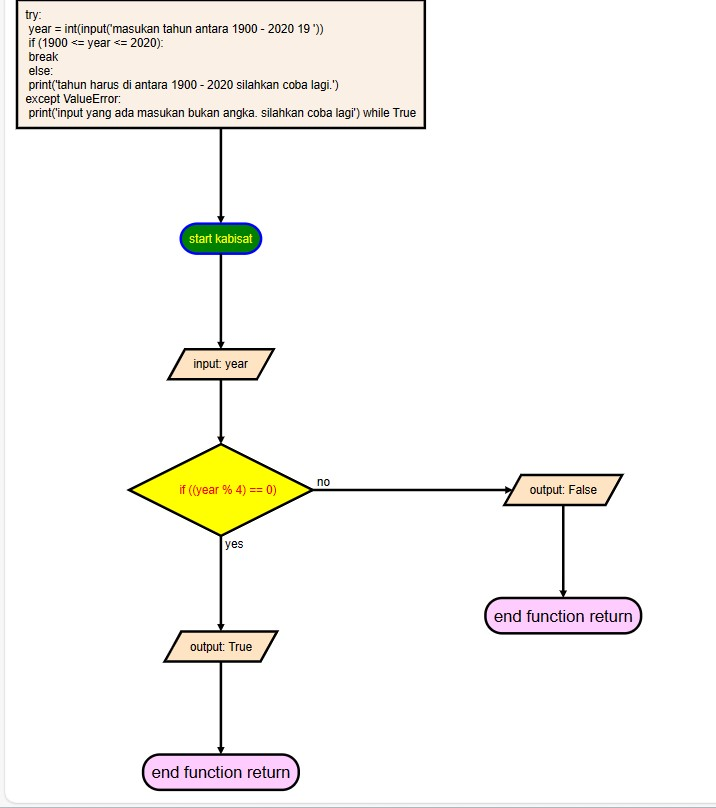 try:
year = int(input('masukan tahun antara 1900 - 2020 19 '))
if (1900 <= year <= 2020):
break
else:
print('tahun harus di antara 1900 - 2020 silahkan coba lagi.')
except ValueError:
print('input yang ada masukan bukan angka. silahkan coba lagi') while True
start kabisat
input: year
if ((year % 4) == 0)
no
output: False
yes
end function return
output: True
end function return